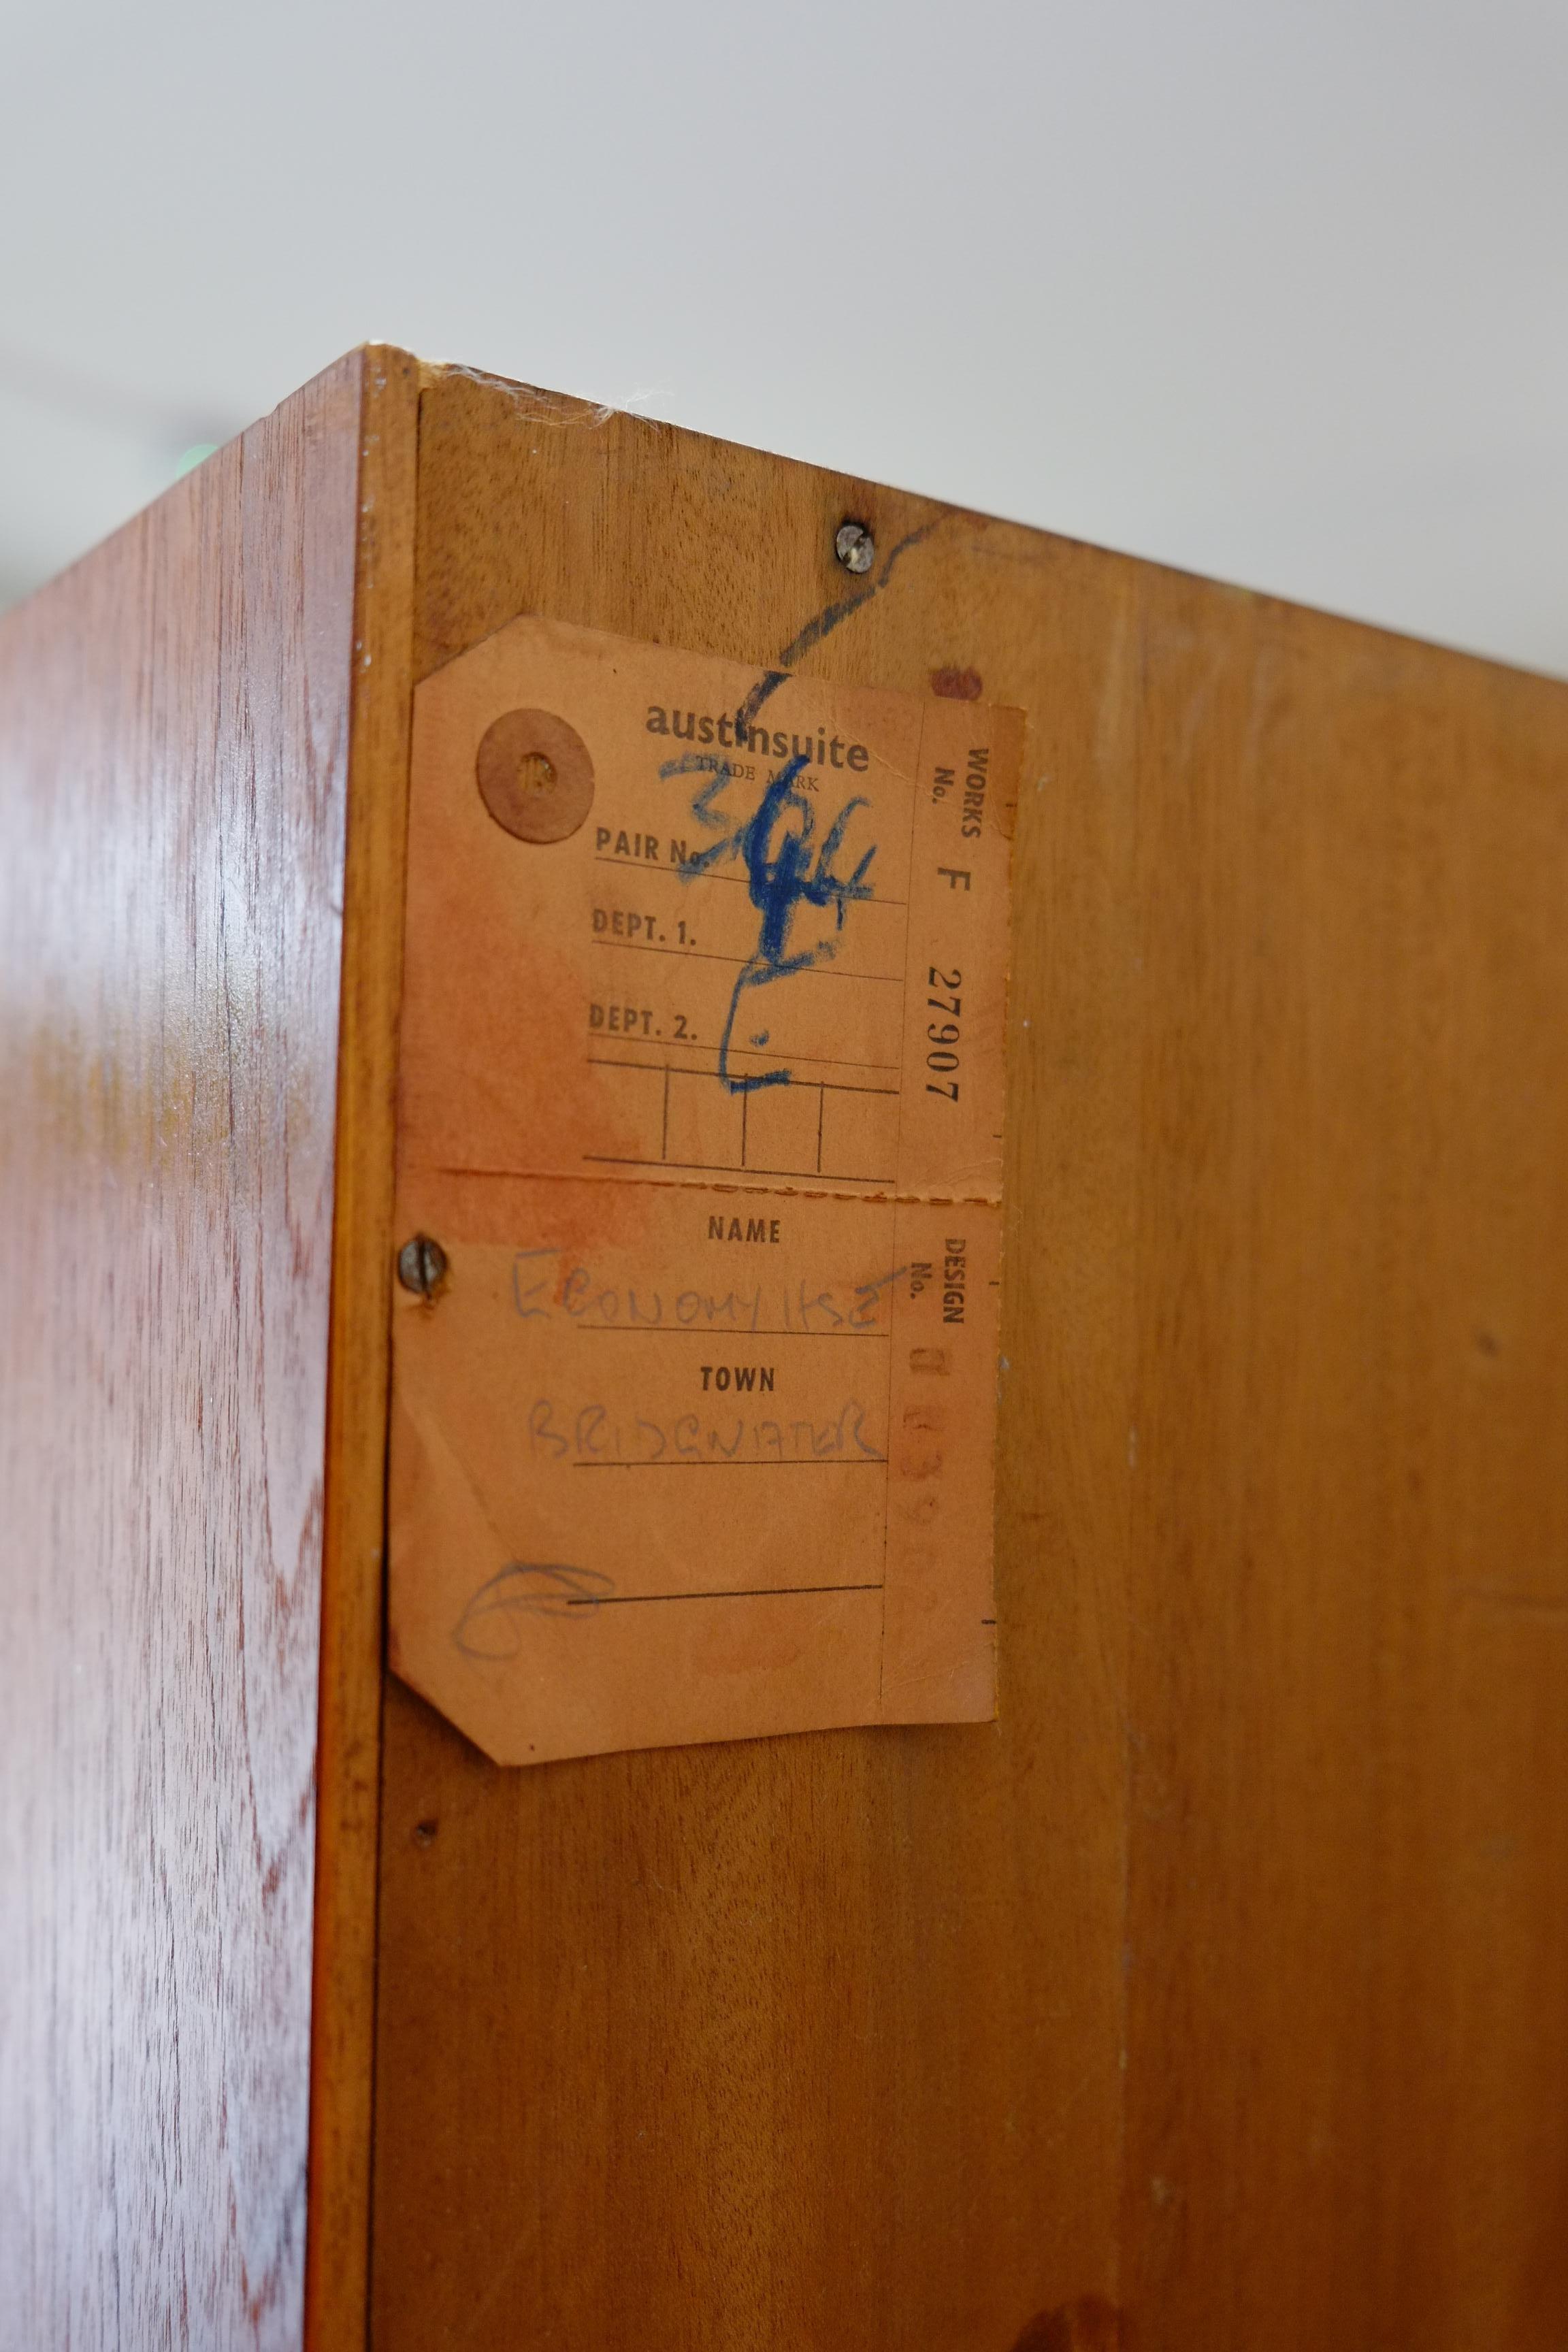 austinsuite
TRADE MARK
PAIR No.
DEPT. 1.
DEPT. 2.
WORKS
No. F 27907
NAME
ECONOMY HSE
TOWN
BRIDGWATER
DESIGN
No.